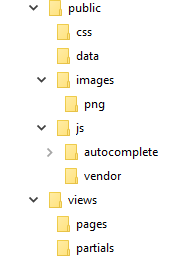 public
css
data
images
png
js
autocomplete
vendor
views
pages
partials